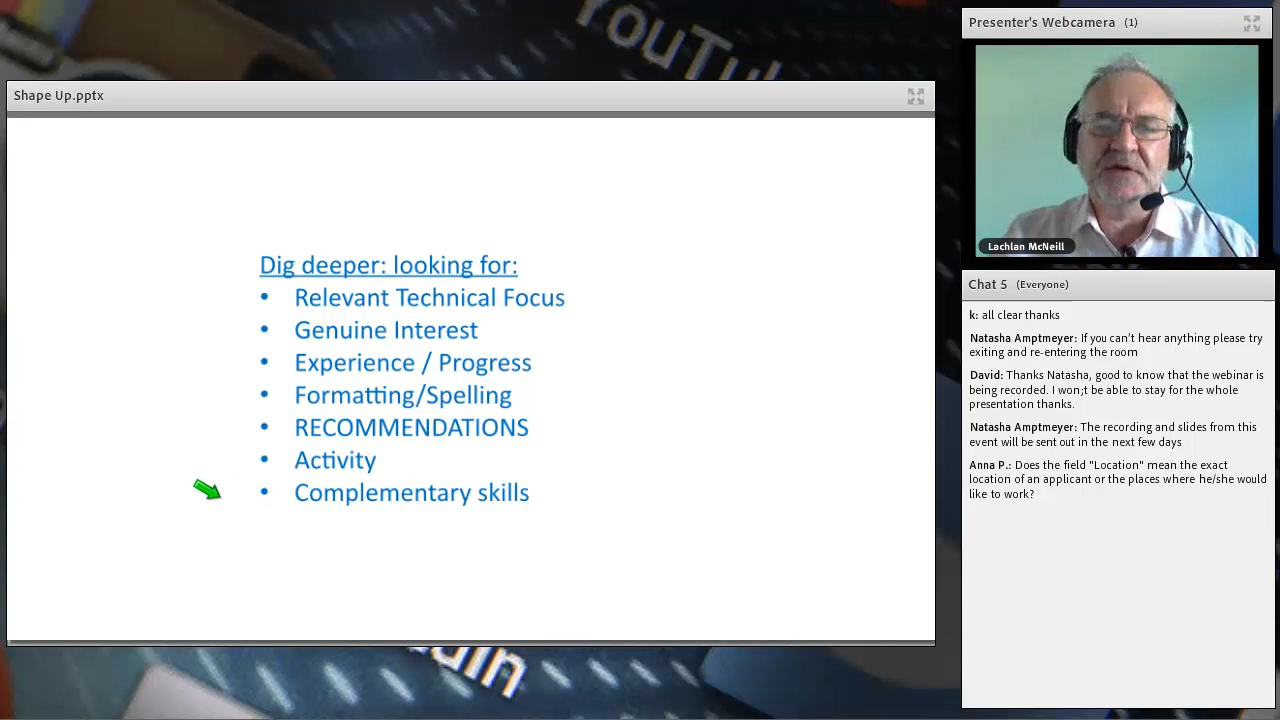 YouTu
Presenter's Webcamera (1)
Lachlan McNeill
Shape Up.pptx
Dig deeper: looking for:
• Relevant Technical Focus
• Genuine Interest
• Experience / Progress
• Formatting/Spelling
• RECOMMENDATIONS
• Activity
• Complementary skills
Chat 5 (Everyone)
k: all clear thanks
Natasha Amptmeyer: If you can't hear anything please try
exiting and re-entering the room
David: Thanks Natasha, good to know that the webinar is
being recorded. I won;t be able to stay for the whole
presentation thanks.
Natasha Amptmeyer: The recording and slides from this
event will be sent out in the next few days
Anna P.: Does the field "Location" mean the exact
location of an applicant or the places where he/she would
like to work?